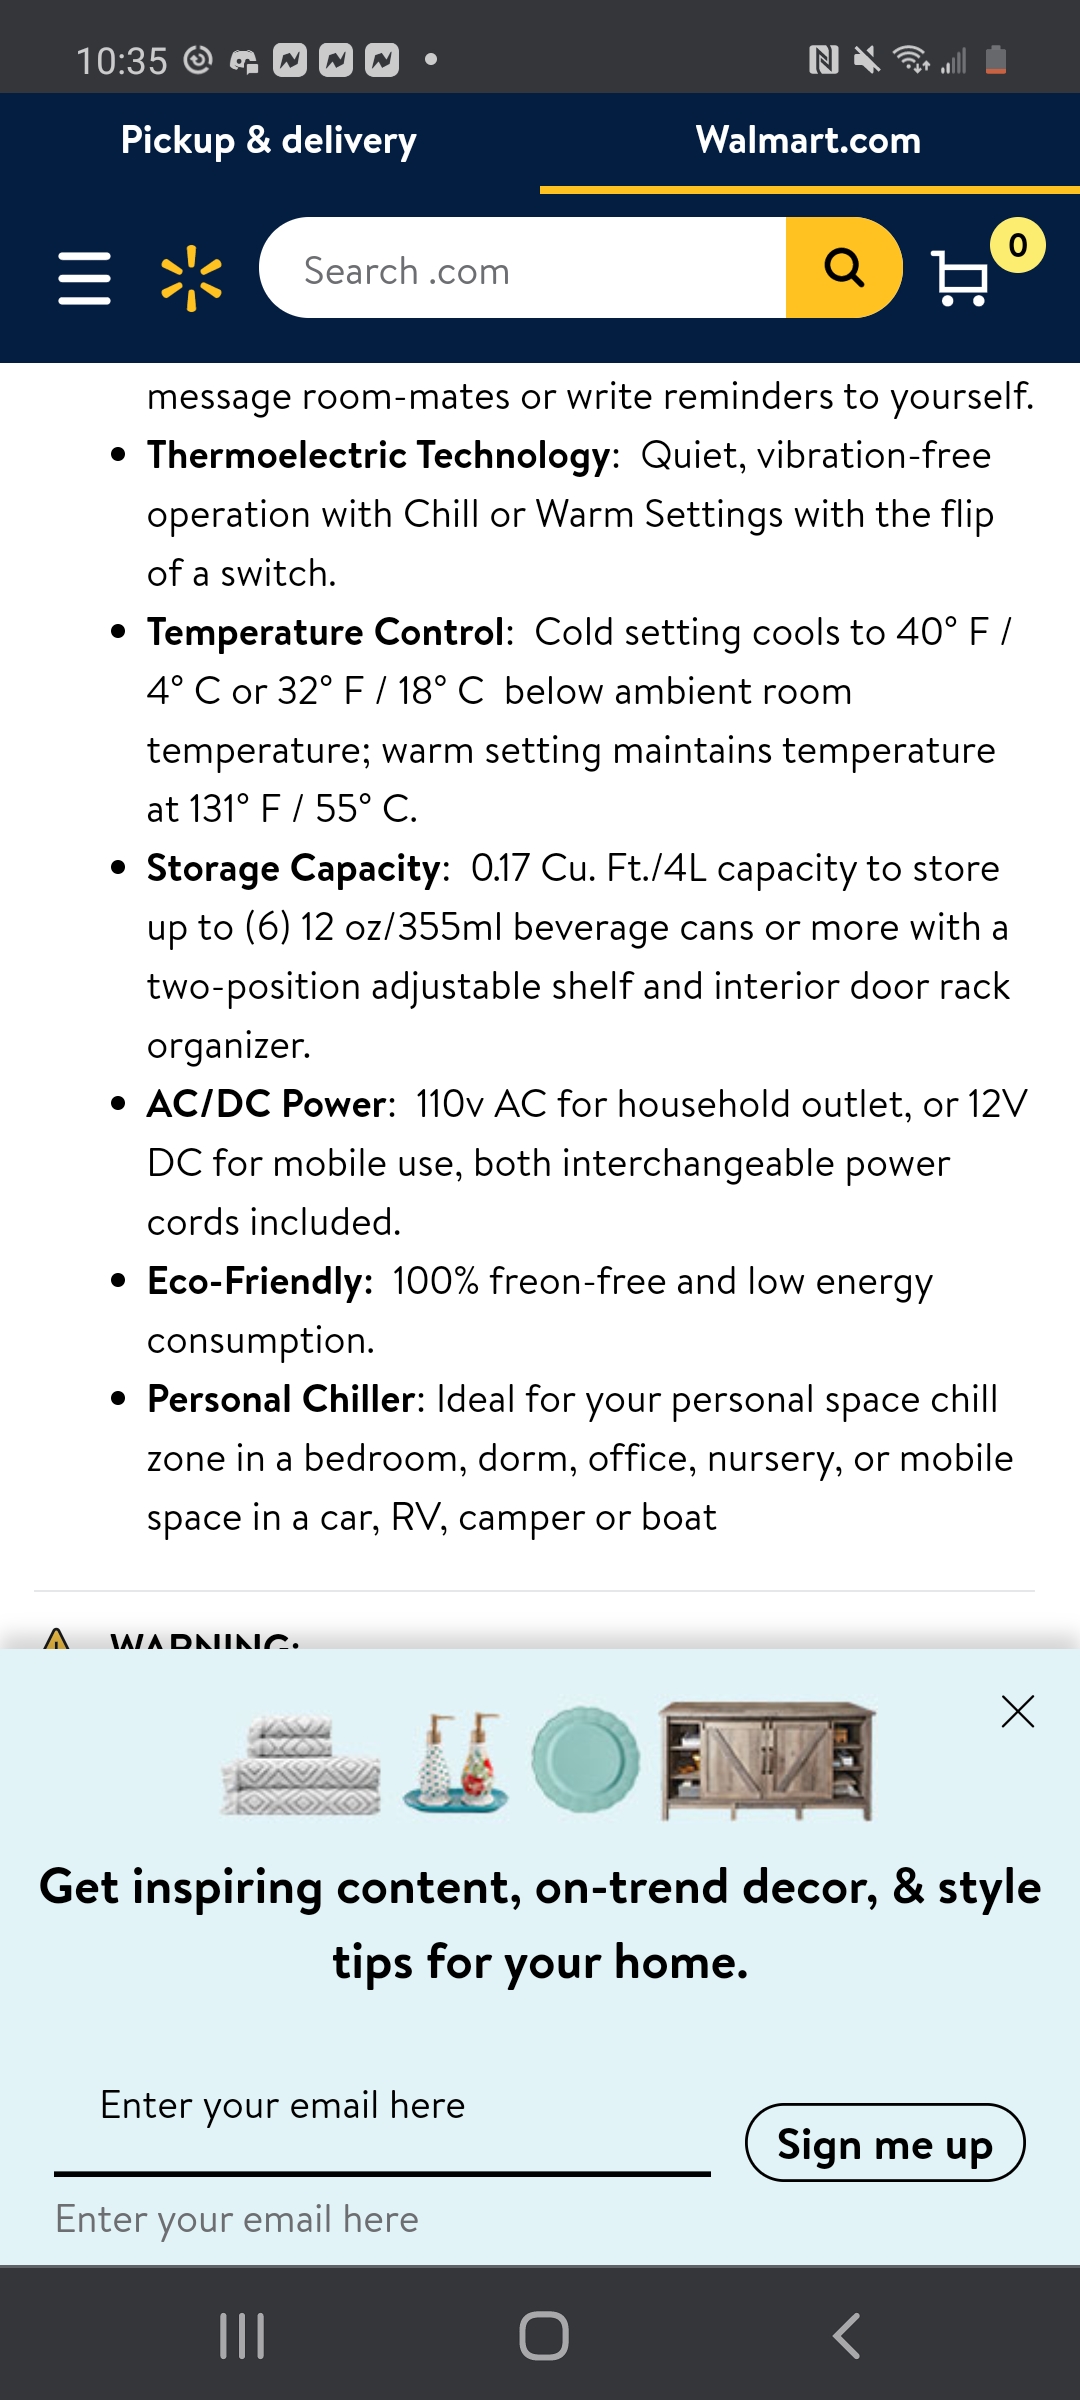 10:35
Pickup & delivery
Walmart.com
Search .com
0
message room-mates or write reminders to yourself.
Thermoelectric Technology:  Quiet, vibration-free
operation with Chill or Warm Settings with the flip
of a switch.
Temperature Control:  Cold setting cools to 40° F /
4° C or 32° F / 18° C  below ambient room
temperature; warm setting maintains temperature
at 131° F / 55° C.
Storage Capacity:  0.17 Cu. Ft./4L capacity to store
up to (6) 12 oz/355ml beverage cans or more with a
two-position adjustable shelf and interior door rack
organizer.
AC/DC Power:  110v AC for household outlet, or 12V
DC for mobile use, both interchangeable power
cords included.
Eco-Friendly:  100% freon-free and low energy
consumption.
Personal Chiller: Ideal for your personal space chill
zone in a bedroom, dorm, office, nursery, or mobile
space in a car, RV, camper or boat
WARNING:
Get inspiring content, on-trend decor, & style
tips for your home.
Enter your email here
Sign me up
Enter your email here